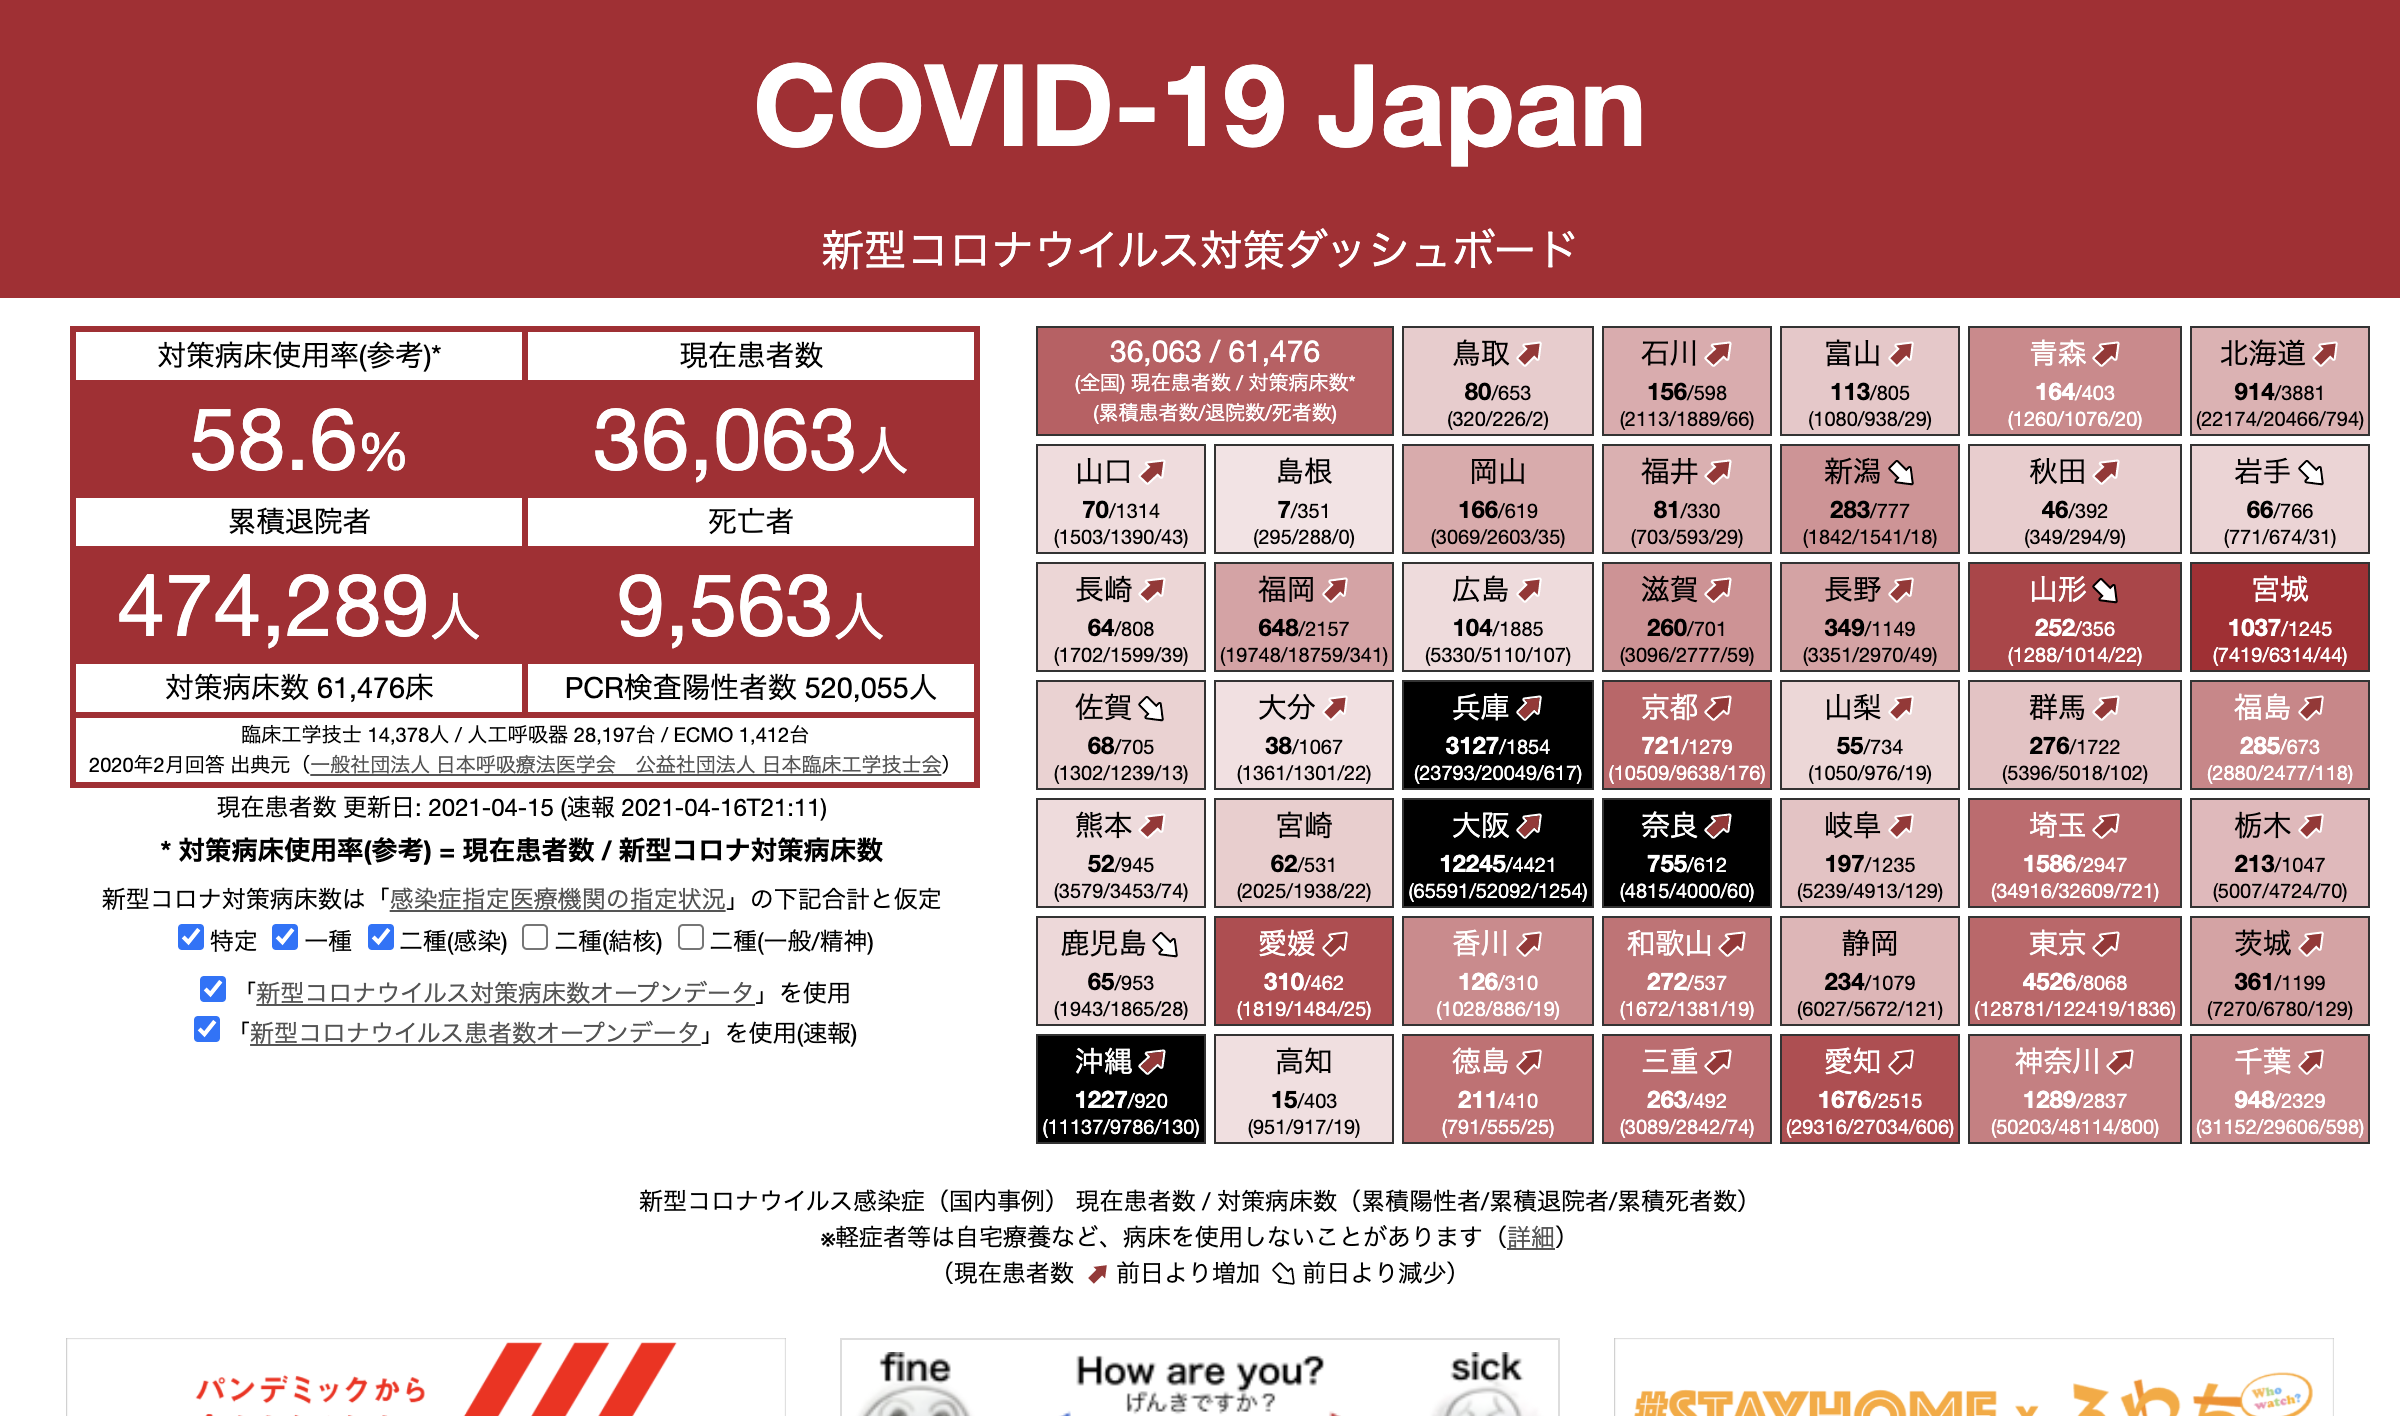 COVID-19 Japan
新型コロナウイルス対策ダッシュボード
対策病床使用率(参考)*
現在患者数
58.6%
36,063人
累積退院者
死亡者
474,289人
9,563人
対策病床数 61,476床
PCR検査陽性者数 520,055人
臨床工学技士 14,378人 / 人工呼吸器 28,197台 / ECMO 1,412台
2020年2月回答 出典元（一般社団法人 日本呼吸療法医学会　公益社団法人 日本臨床工学技士会）
現在患者数 更新日: 2021-04-15 (速報 2021-04-16T21:11)
* 対策病床使用率(参考) = 現在患者数 / 新型コロナ対策病床数
新型コロナ対策病床数は「感染症指定医療機関の指定状況」の下記合計と仮定
特定 一種 二種(感染) 二種(結核) 二種(一般/精神)
「新型コロナウイルス対策病床数オープンデータ」を使用
「新型コロナウイルス患者数オープンデータ」を使用(速報)
36,063 / 61,476
(全国) 現在患者数 / 対策病床数*
(累積患者数/退院数/死者数)
鳥取
80/653
(320/226/2)
石川
156/598
(2113/1889/66)
富山
113/805
(1080/938/29)
青森
164/403
(1260/1076/20)
北海道
914/3881
(22174/20466/794)
山口
70/1314
(1503/1390/43)
島根
7/351
(295/288/0)
岡山
166/619
(3069/2603/35)
福井
81/330
(703/593/29)
新潟
283/777
(1842/1541/18)
秋田
46/392
(349/294/9)
岩手
66/766
(771/674/31)
長崎
64/808
(1702/1599/39)
福岡
648/2157
(19748/18759/341)
広島
104/1885
(5330/5110/107)
滋賀
260/701
(3096/2777/59)
長野
349/1149
(3351/2970/49)
山形
252/356
(1288/1014/22)
宮城
1037/1245
(7419/6314/44)
佐賀
68/705
(1302/1239/13)
大分
38/1067
(1361/1301/22)
兵庫
3127/1854
(23793/20049/617)
京都
721/1279
(10509/9638/176)
山梨
55/734
(1050/976/19)
群馬
276/1722
(5396/5018/102)
福島
285/673
(2880/2477/118)
熊本
52/945
(3579/3453/74)
宮崎
62/531
(2025/1938/22)
大阪
12245/4421
(65591/52092/1254)
奈良
755/612
(4815/4000/60)
岐阜
197/1235
(5239/4913/129)
埼玉
1586/2947
(34916/32609/721)
栃木
213/1047
(5007/4724/70)
鹿児島
65/953
(1943/1865/28)
愛媛
310/462
(1819/1484/25)
香川
126/310
(1028/886/19)
和歌山
272/537
(1672/1381/19)
静岡
234/1079
(6027/5672/121)
東京
4526/8068
(128781/122419/1836)
茨城
361/1199
(7270/6780/129)
沖縄
1227/920
(11137/9786/130)
高知
15/403
(951/917/19)
徳島
211/410
(791/555/25)
三重
263/492
(3089/2842/74)
愛知
1676/2515
(29316/27034/606)
神奈川
1289/2837
(50203/48114/800)
千葉
948/2329
(31152/29606/598)
新型コロナウイルス感染症（国内事例） 現在患者数 / 対策病床数（累積陽性者/累積退院者/累積死者数）
※軽症者等は自宅療養など、病床を使用しないことがあります（詳細）
（現在患者数 前日より増加 前日より減少）
パンデミックから
fine
How are you?
sick
げんきですか？
#STAYHOME x
Who watch?